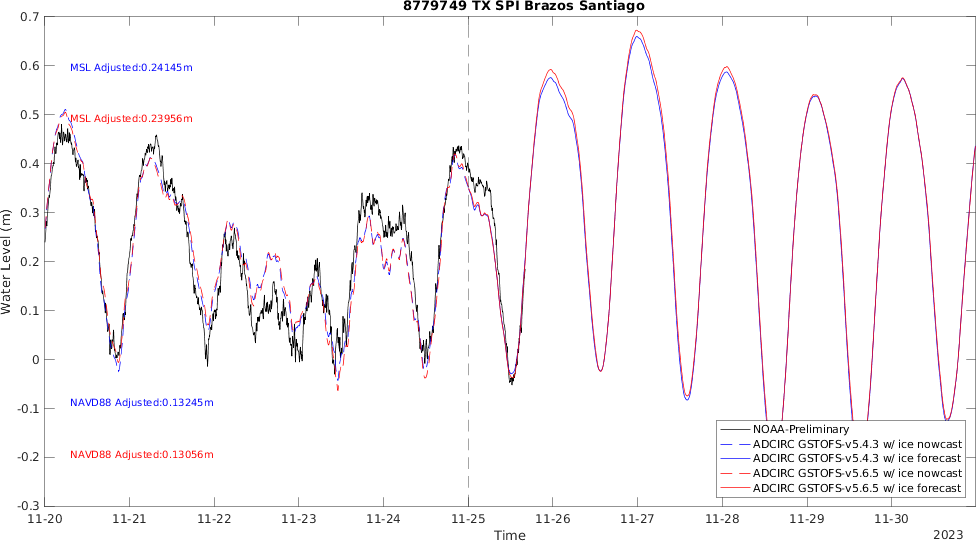 8779749 TX SPI Brazos Santiago
0.7
0.6
0.5
0.4
0.3
0.2
0.1
0
-0.1
-0.2
-0.3
Water Level (m)
MSL Adjusted:0.24145m
MSL Adjusted:0.23956m
NAVD88 Adjusted:0.13245m
NAVD88 Adjusted:0.13056m
NOAA-Preliminary
ADCIRC GSTOFS-v5.4.3 w/ ice nowcast
ADCIRC GSTOFS-v5.4.3 w/ ice forecast
ADCIRC GSTOFS-v5.6.5 w/ ice nowcast
ADCIRC GSTOFS-v5.6.5 w/ ice forecast
11-20 11-21 11-22 11-23 11-24 11-25 11-26 11-27 11-28 11-29 11-30
Time
2023